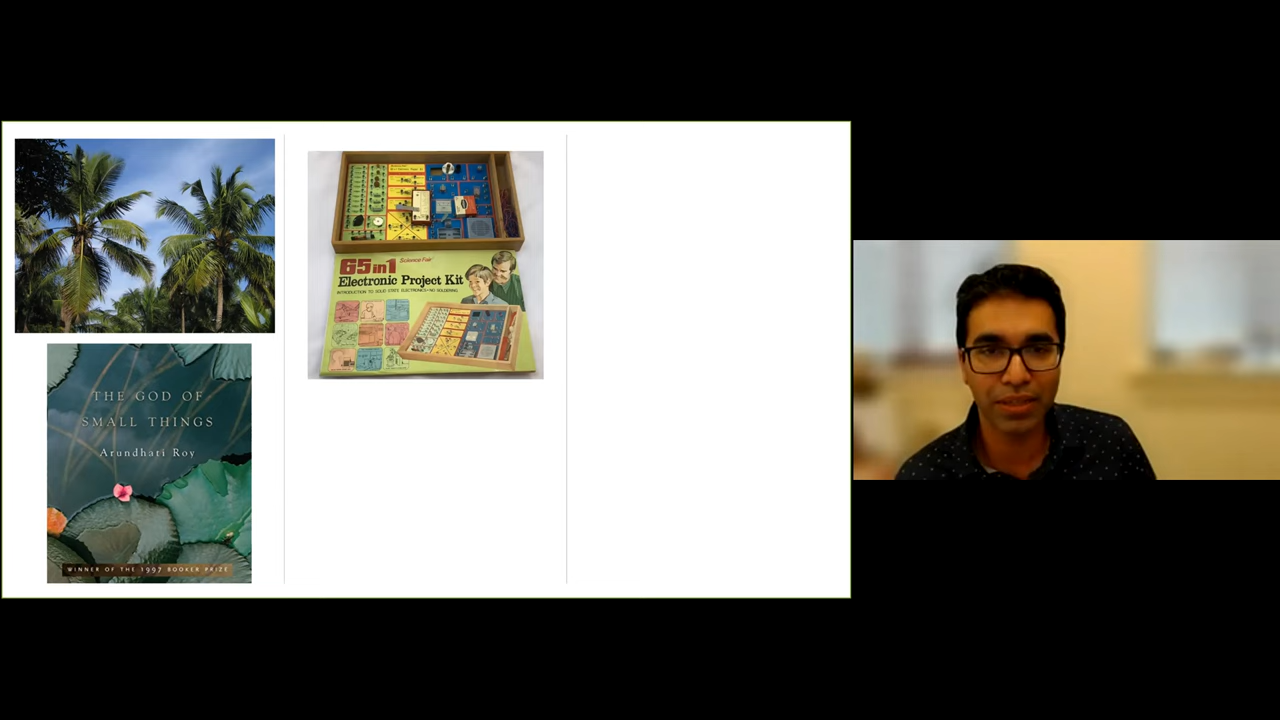 THE GOD OF
SMALL THINGS
Arundhati Roy
WINNER OF THE 1997 BOOKER PRIZE
65 in 1 Science Fair
Electronic Project Kit
INTRODUCTION TO SOLID STATE ELECTRONICS—NO SOLDERING